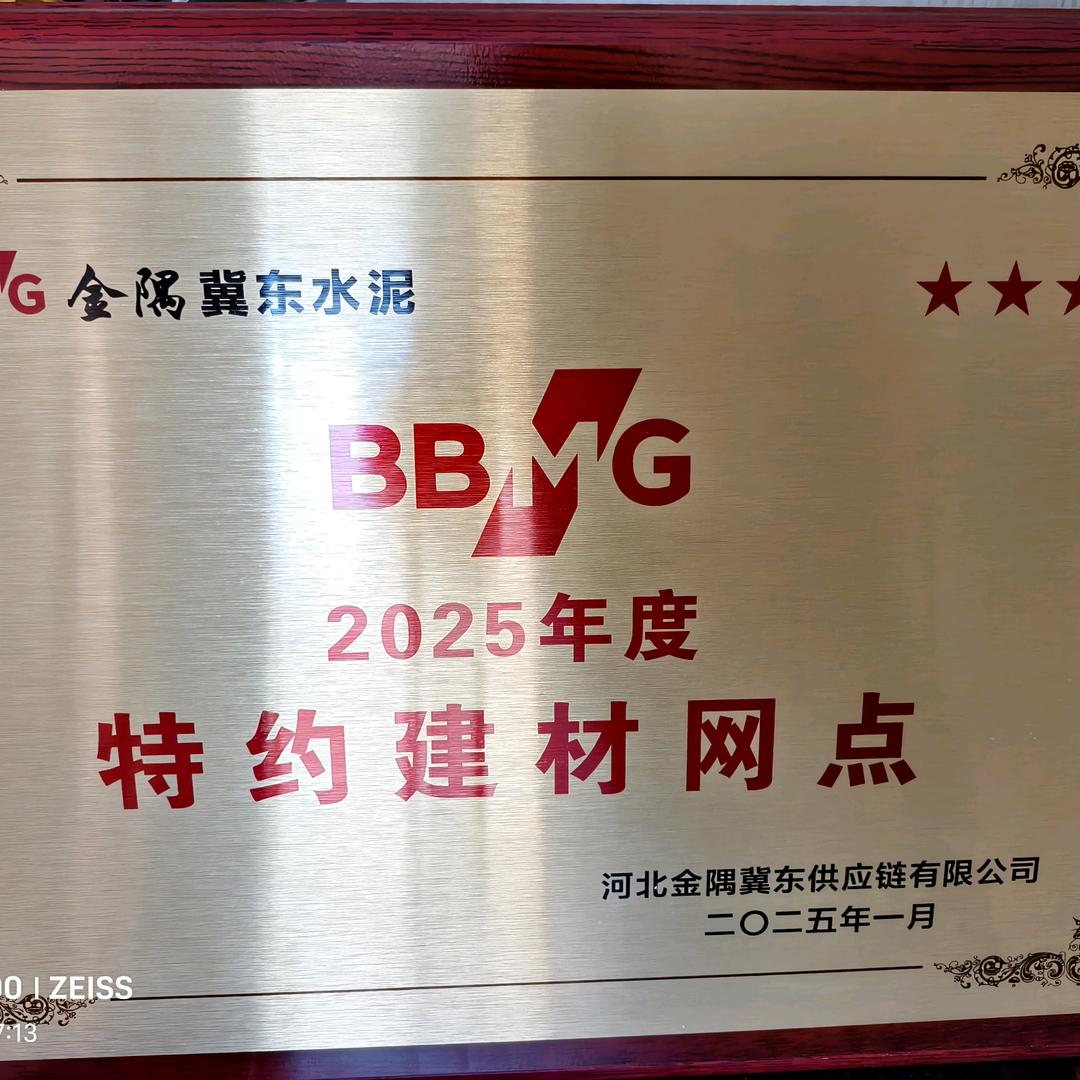 G 金隅冀东水泥
BBMG
2025年度
特约建材网点
河北金隅冀东供应链有限公司
二〇二五年一月
ZEISS
7:13